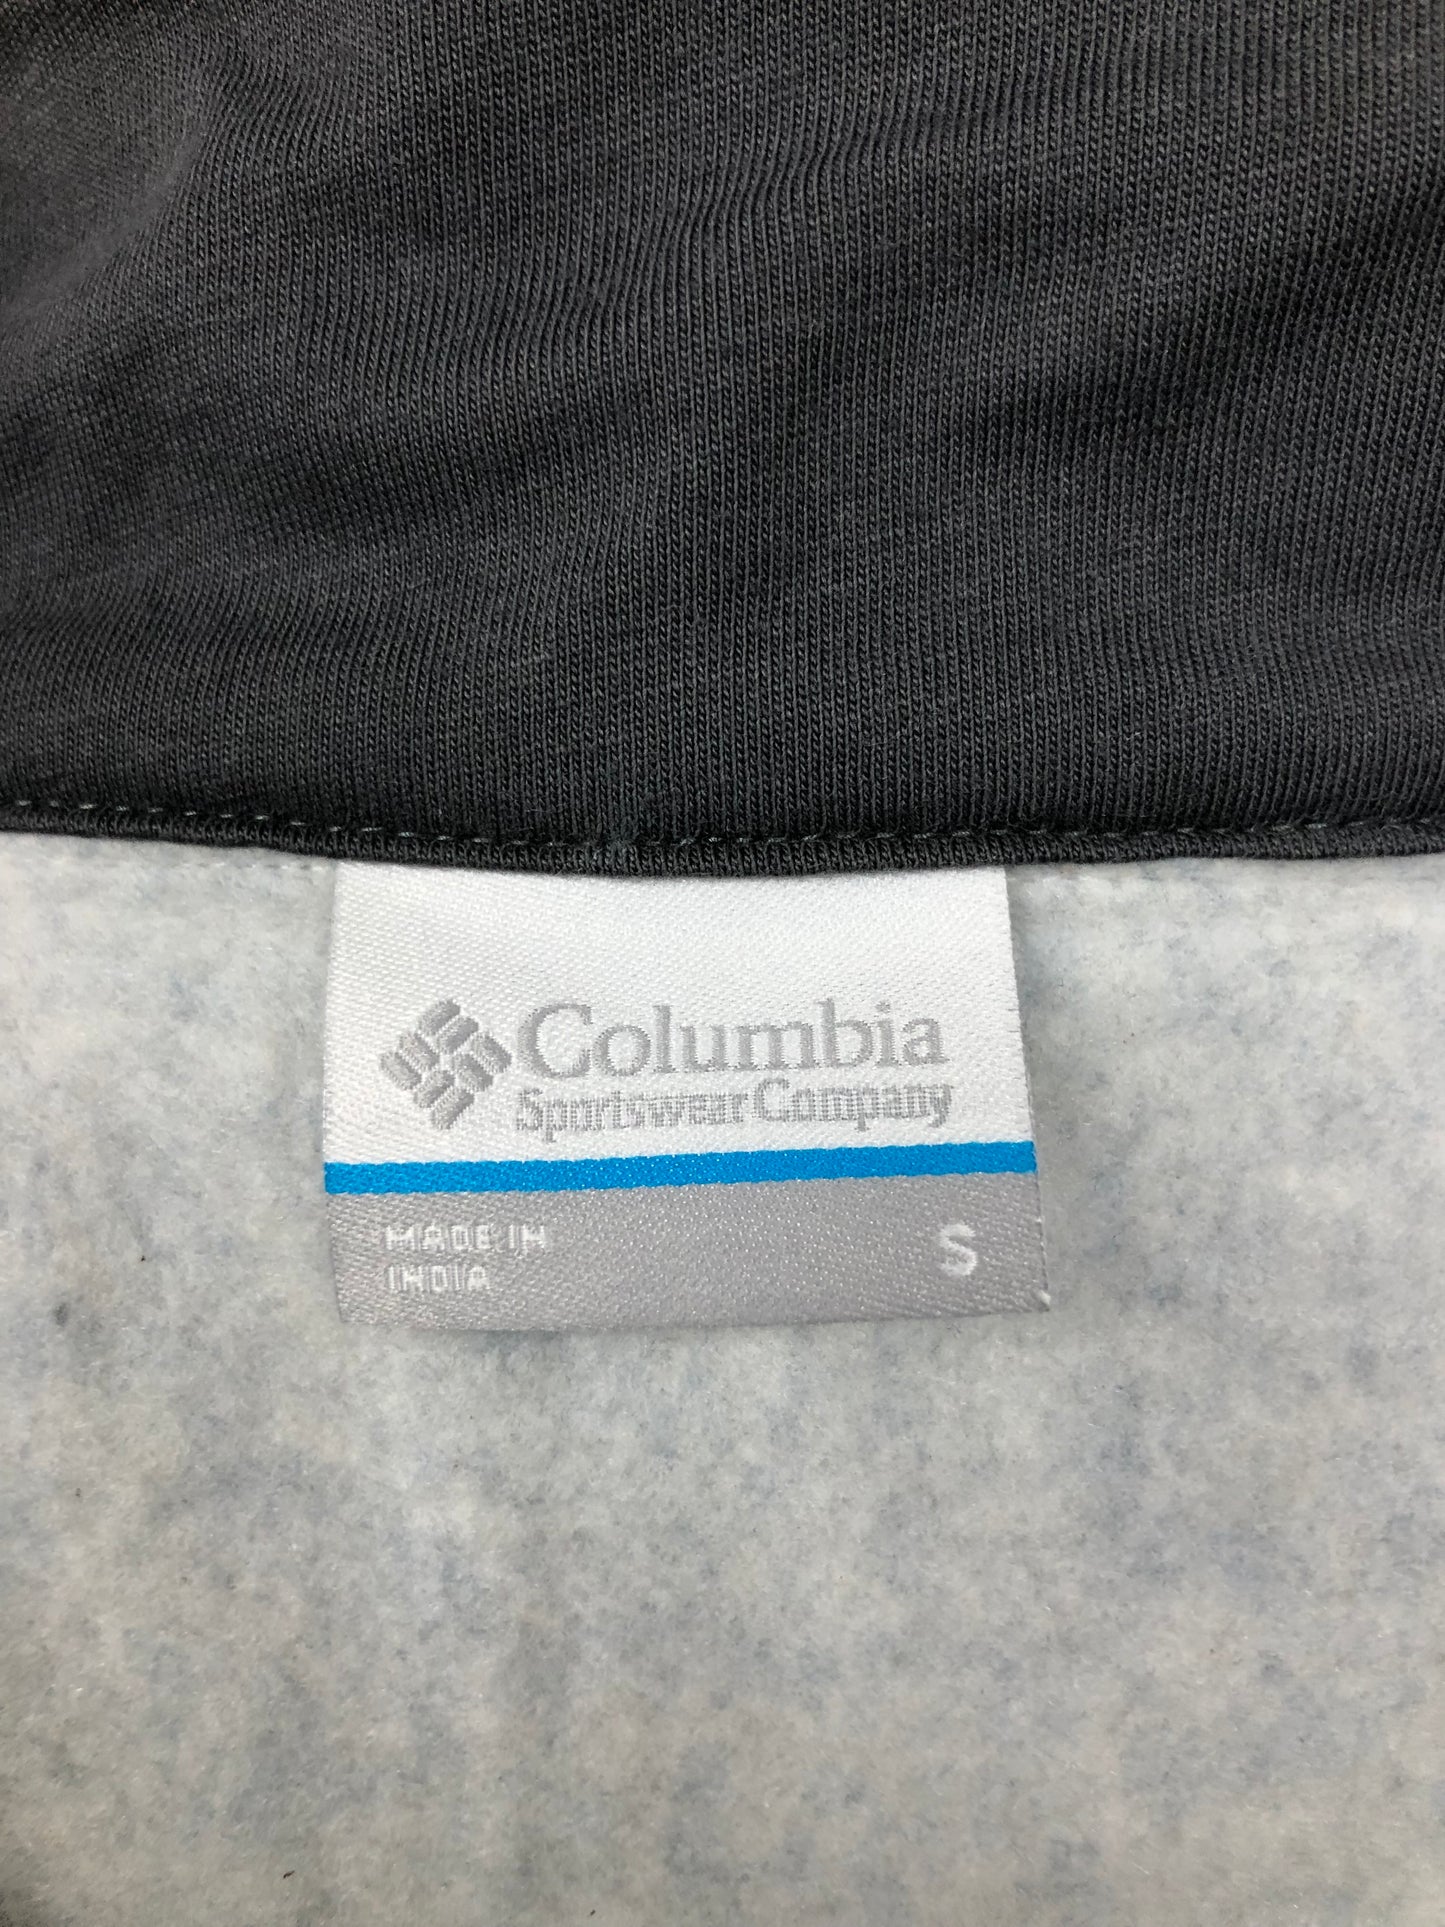 Columbia
Sportswear Company
MADE IN
INDIA
S